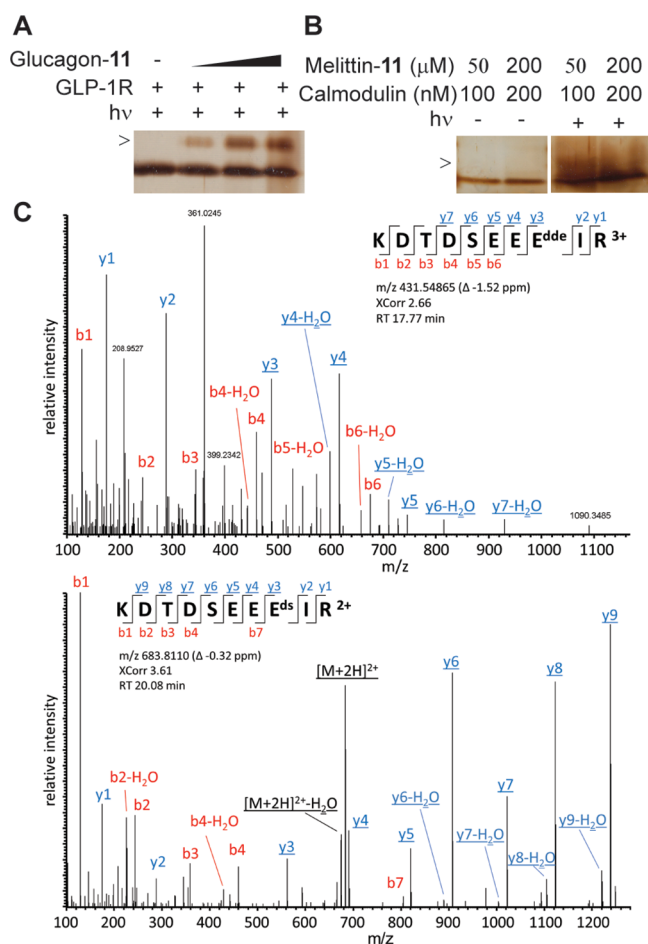 A
Glucagon-11 - + + +
GLP-1R + + + +
hν + + + +
>
B
Melittin-11 (μM) 50 200 50 200
Calmodulin (nM) 100 200 100 200
hν - - + +
>
C
relative intensity
b1
y1
208.9527
b2
y2
b3
361.0245
399.2342
b4-H2O
b4
y3
b5-H2O
y4-H2O
y4
b6-H2O
b6
y5-H2O
y5
y6-H2O
y7-H2O
1090.3485
y7 y6 y5 y4 y3 y2 y1
K D T D S E E Edde I R 3+
b1 b2 b3 b4 b5 b6
m/z 431.54865 (Δ -1.52 ppm)
XCorr 2.66
RT 17.77 min
100 200 300 400 500 600 700 800 900 1000 1100
m/z
relative intensity
b1
y9 y8 y7 y6 y5 y4 y3 y2 y1
K D T D S E E Eds I R 2+
b1 b2 b3 b4 b7
m/z 683.8110 (Δ -0.32 ppm)
XCorr 3.61
RT 20.08 min
y1
b2-H2O
b2
y2
b3
b4-H2O
b4
y3
[M+2H]2+-H2O
[M+2H]2+
y4
b7
y5
y6-H2O
y6
y7-H2O
y7
y8-H2O
y8
y9-H2O
y9
100 200 300 400 500 600 700 800 900 1000 1100 1200
m/z